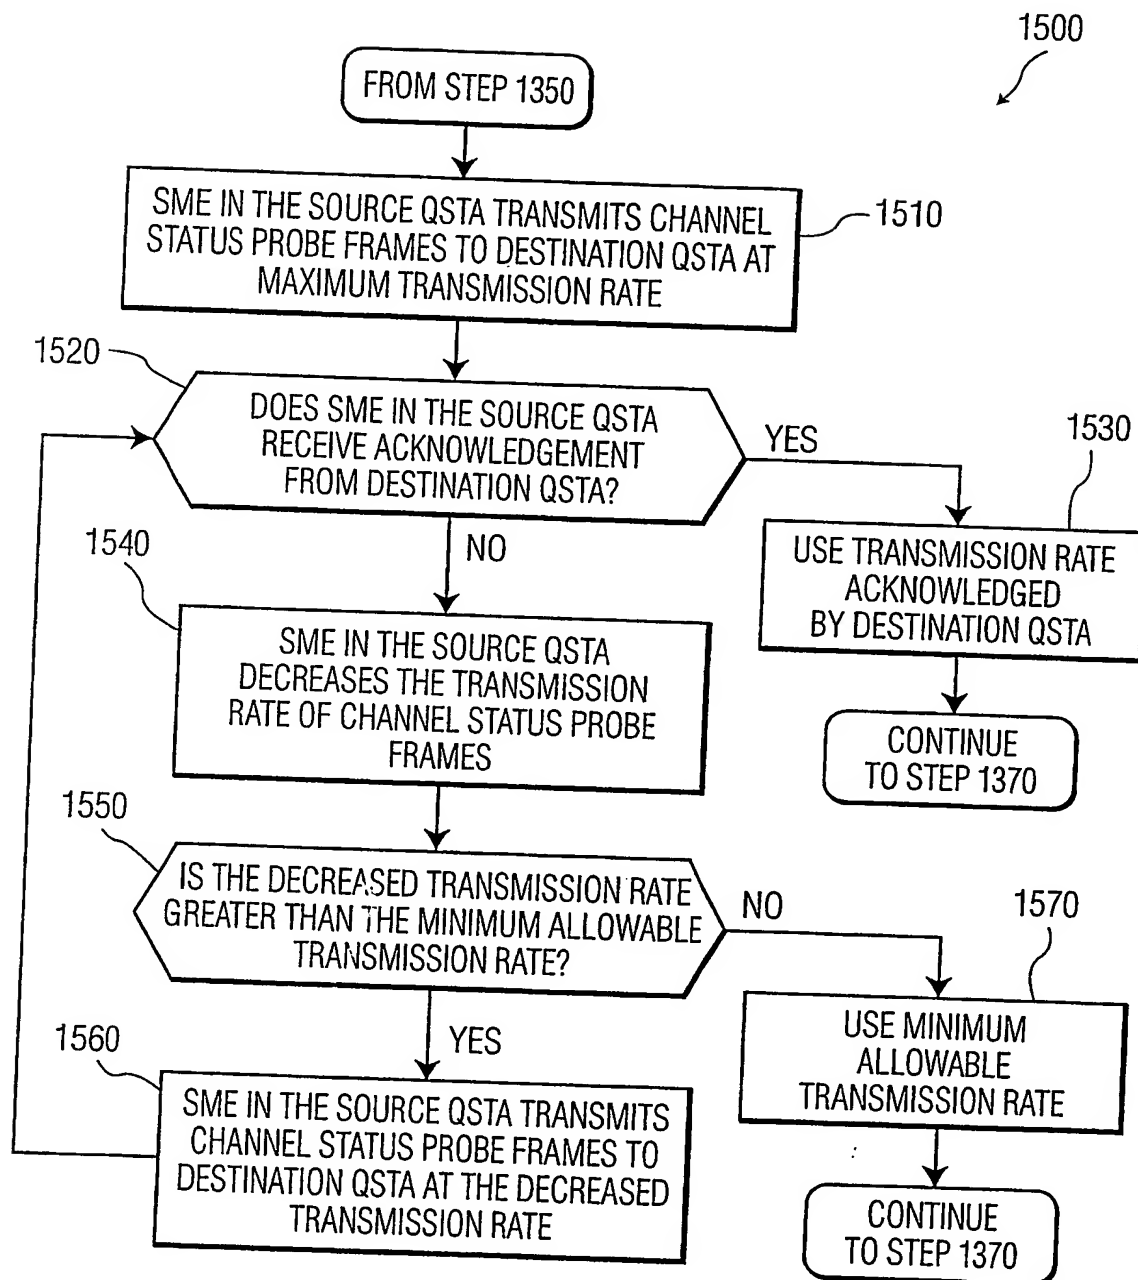 1500
FROM STEP 1350
SME IN THE SOURCE QSTA TRANSMITS CHANNEL
STATUS PROBE FRAMES TO DESTINATION QSTA AT
MAXIMUM TRANSMISSION RATE
1510
1520
DOES SME IN THE SOURCE QSTA
RECEIVE ACKNOWLEDGEMENT
FROM DESTINATION QSTA?
YES
1530
USE TRANSMISSION RATE
ACKNOWLEDGED
BY DESTINATION QSTA
CONTINUE
TO STEP 1370
NO
1540
SME IN THE SOURCE QSTA
DECREASES THE TRANSMISSION
RATE OF CHANNEL STATUS PROBE
FRAMES
1550
IS THE DECREASED TRANSMISSION RATE
GREATER THAN THE MINIMUM ALLOWABLE
TRANSMISSION RATE?
NO
1570
USE MINIMUM
ALLOWABLE
TRANSMISSION RATE
CONTINUE
TO STEP 1370
YES
1560
SME IN THE SOURCE QSTA TRANSMITS
CHANNEL STATUS PROBE FRAMES TO
DESTINATION QSTA AT THE DECREASED
TRANSMISSION RATE